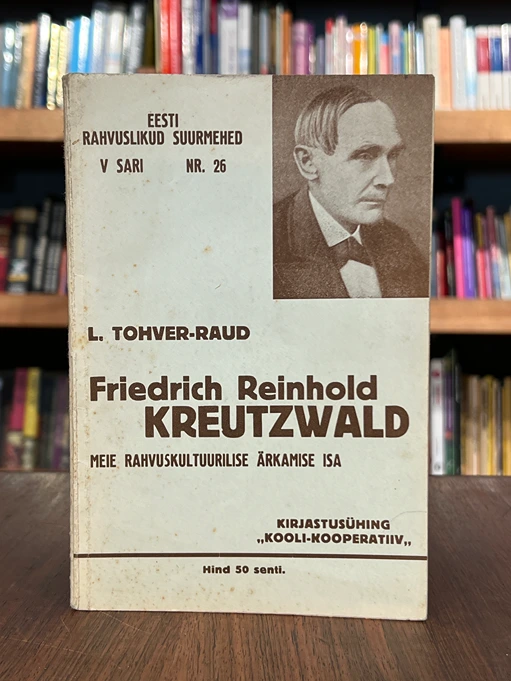 EESTI
RAHVUSLIKUD SUURMEHED
V SARI NR. 26
L. TOHVER-RAUD
Friedrich Reinhold
KREUTZWALD
MEIE RAHVUSKULTUURILISE ÄRKAMISE ISA
KIRJASTUSÜHING
„KOOLI-KOOPERATIIV„
Hind 50 senti.